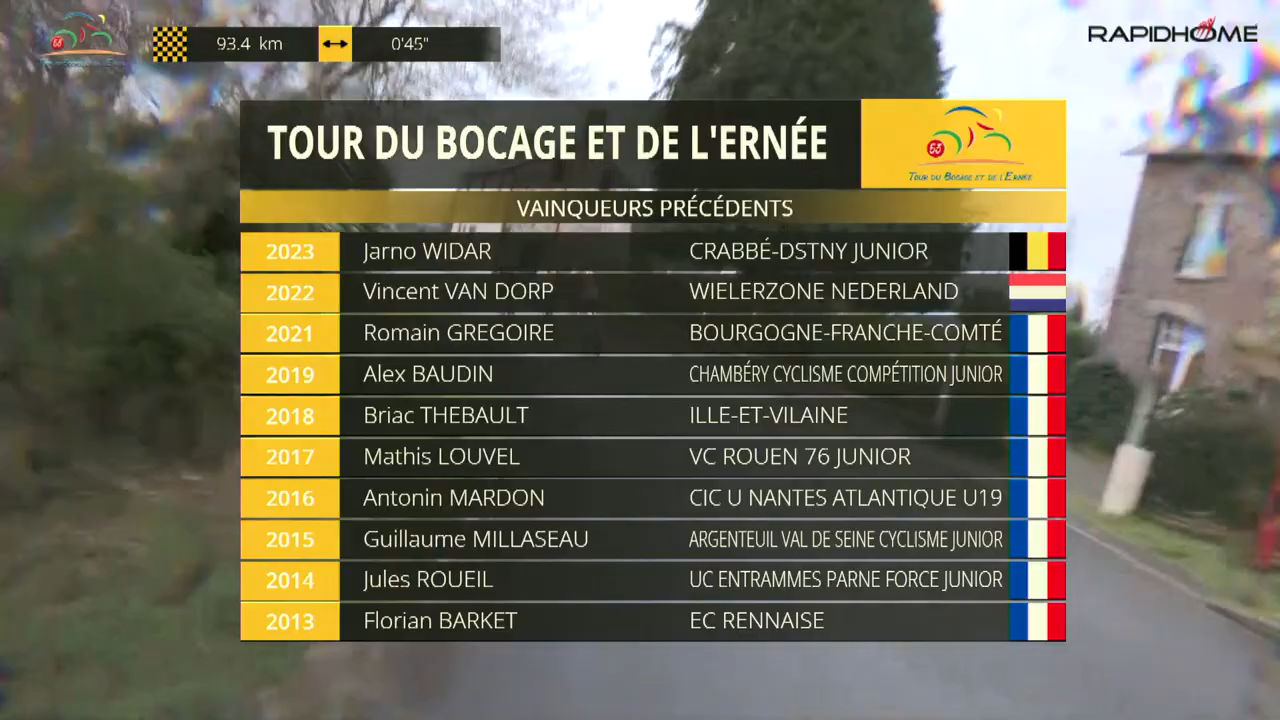 93.4 km
0'45"
RAPIDHOME
TOUR DU BOCAGE ET DE L'ERNÉE
53
TOUR DU BOCAGE ET DE L'ERNÉE
VAINQUEURS PRÉCÉDENTS
2023 Jarno WIDAR CRABBÉ-DSTNY JUNIOR
2022 Vincent VAN DORP WIELERZONE NEDERLAND
2021 Romain GREGOIRE BOURGOGNE-FRANCHE-COMTÉ
2019 Alex BAUDIN CHAMBÉRY CYCLISME COMPÉTITION JUNIOR
2018 Briac THEBAULT ILLE-ET-VILAINE
2017 Mathis LOUVEL VC ROUEN 76 JUNIOR
2016 Antonin MARDON CIC U NANTES ATLANTIQUE U19
2015 Guillaume MILLASEAU ARGENTEUIL VAL DE SEINE CYCLISME JUNIOR
2014 Jules ROUEIL UC ENTRAMMES PARNE FORCE JUNIOR
2013 Florian BARKET EC RENNAISE